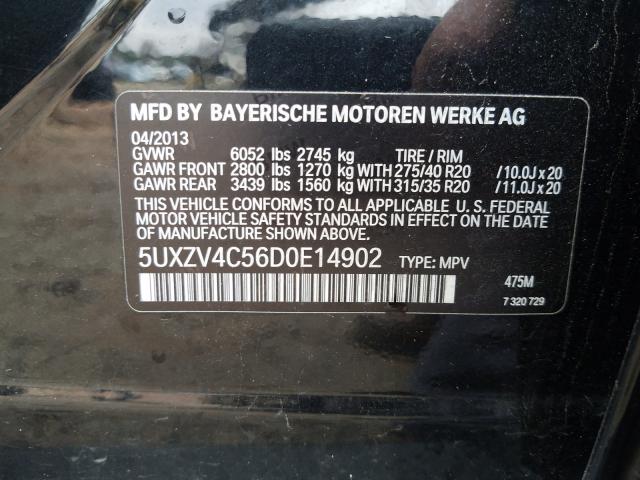 MFD BY BAYERISCHE MOTOREN WERKE AG
04/2013
GVWR 6052 lbs 2745 kg TIRE / RIM
GAWR FRONT 2800 lbs 1270 kg WITH 275/40 R20 / 10.0J x 20
GAWR REAR 3439 lbs 1560 kg WITH 315/35 R20 / 11.0J x 20
THIS VEHICLE CONFORMS TO ALL APPLICABLE U. S. FEDERAL
MOTOR VEHICLE SAFETY STANDARDS IN EFFECT ON THE DATE
OF MANUFACTURE SHOWN ABOVE.
5UXZV4C56D0E14902 TYPE: MPV
475M
7 320 729